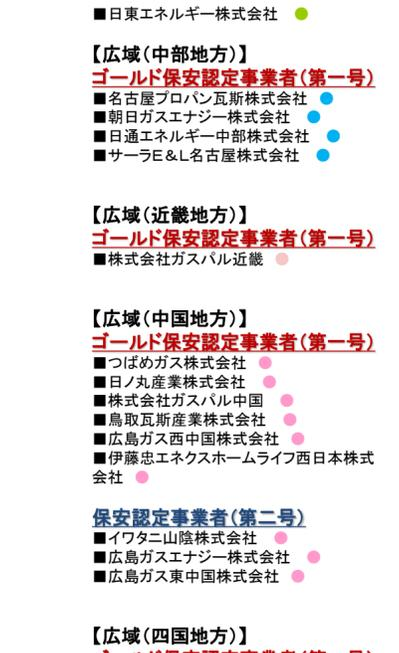 ■日東エネルギー株式会社
【広域（中部地方）】
ゴールド保安認定事業者（第一号）
■名古屋プロパン瓦斯株式会社
■朝日ガスエナジー株式会社
■日通エネルギー中部株式会社
■サーラE＆L名古屋株式会社
【広域（近畿地方）】
ゴールド保安認定事業者（第一号）
■株式会社ガスパル近畿
【広域（中国地方）】
ゴールド保安認定事業者（第一号）
■つばめガス株式会社
■日ノ丸産業株式会社
■株式会社ガスパル中国
■鳥取瓦斯産業株式会社
■広島ガス西中国株式会社
■伊藤忠エネクスホームライフ西日本株式
会社
保安認定事業者（第二号）
■イワタニ山陰株式会社
■広島ガスエナジー株式会社
■広島ガス東中国株式会社
【広域（四国地方）】